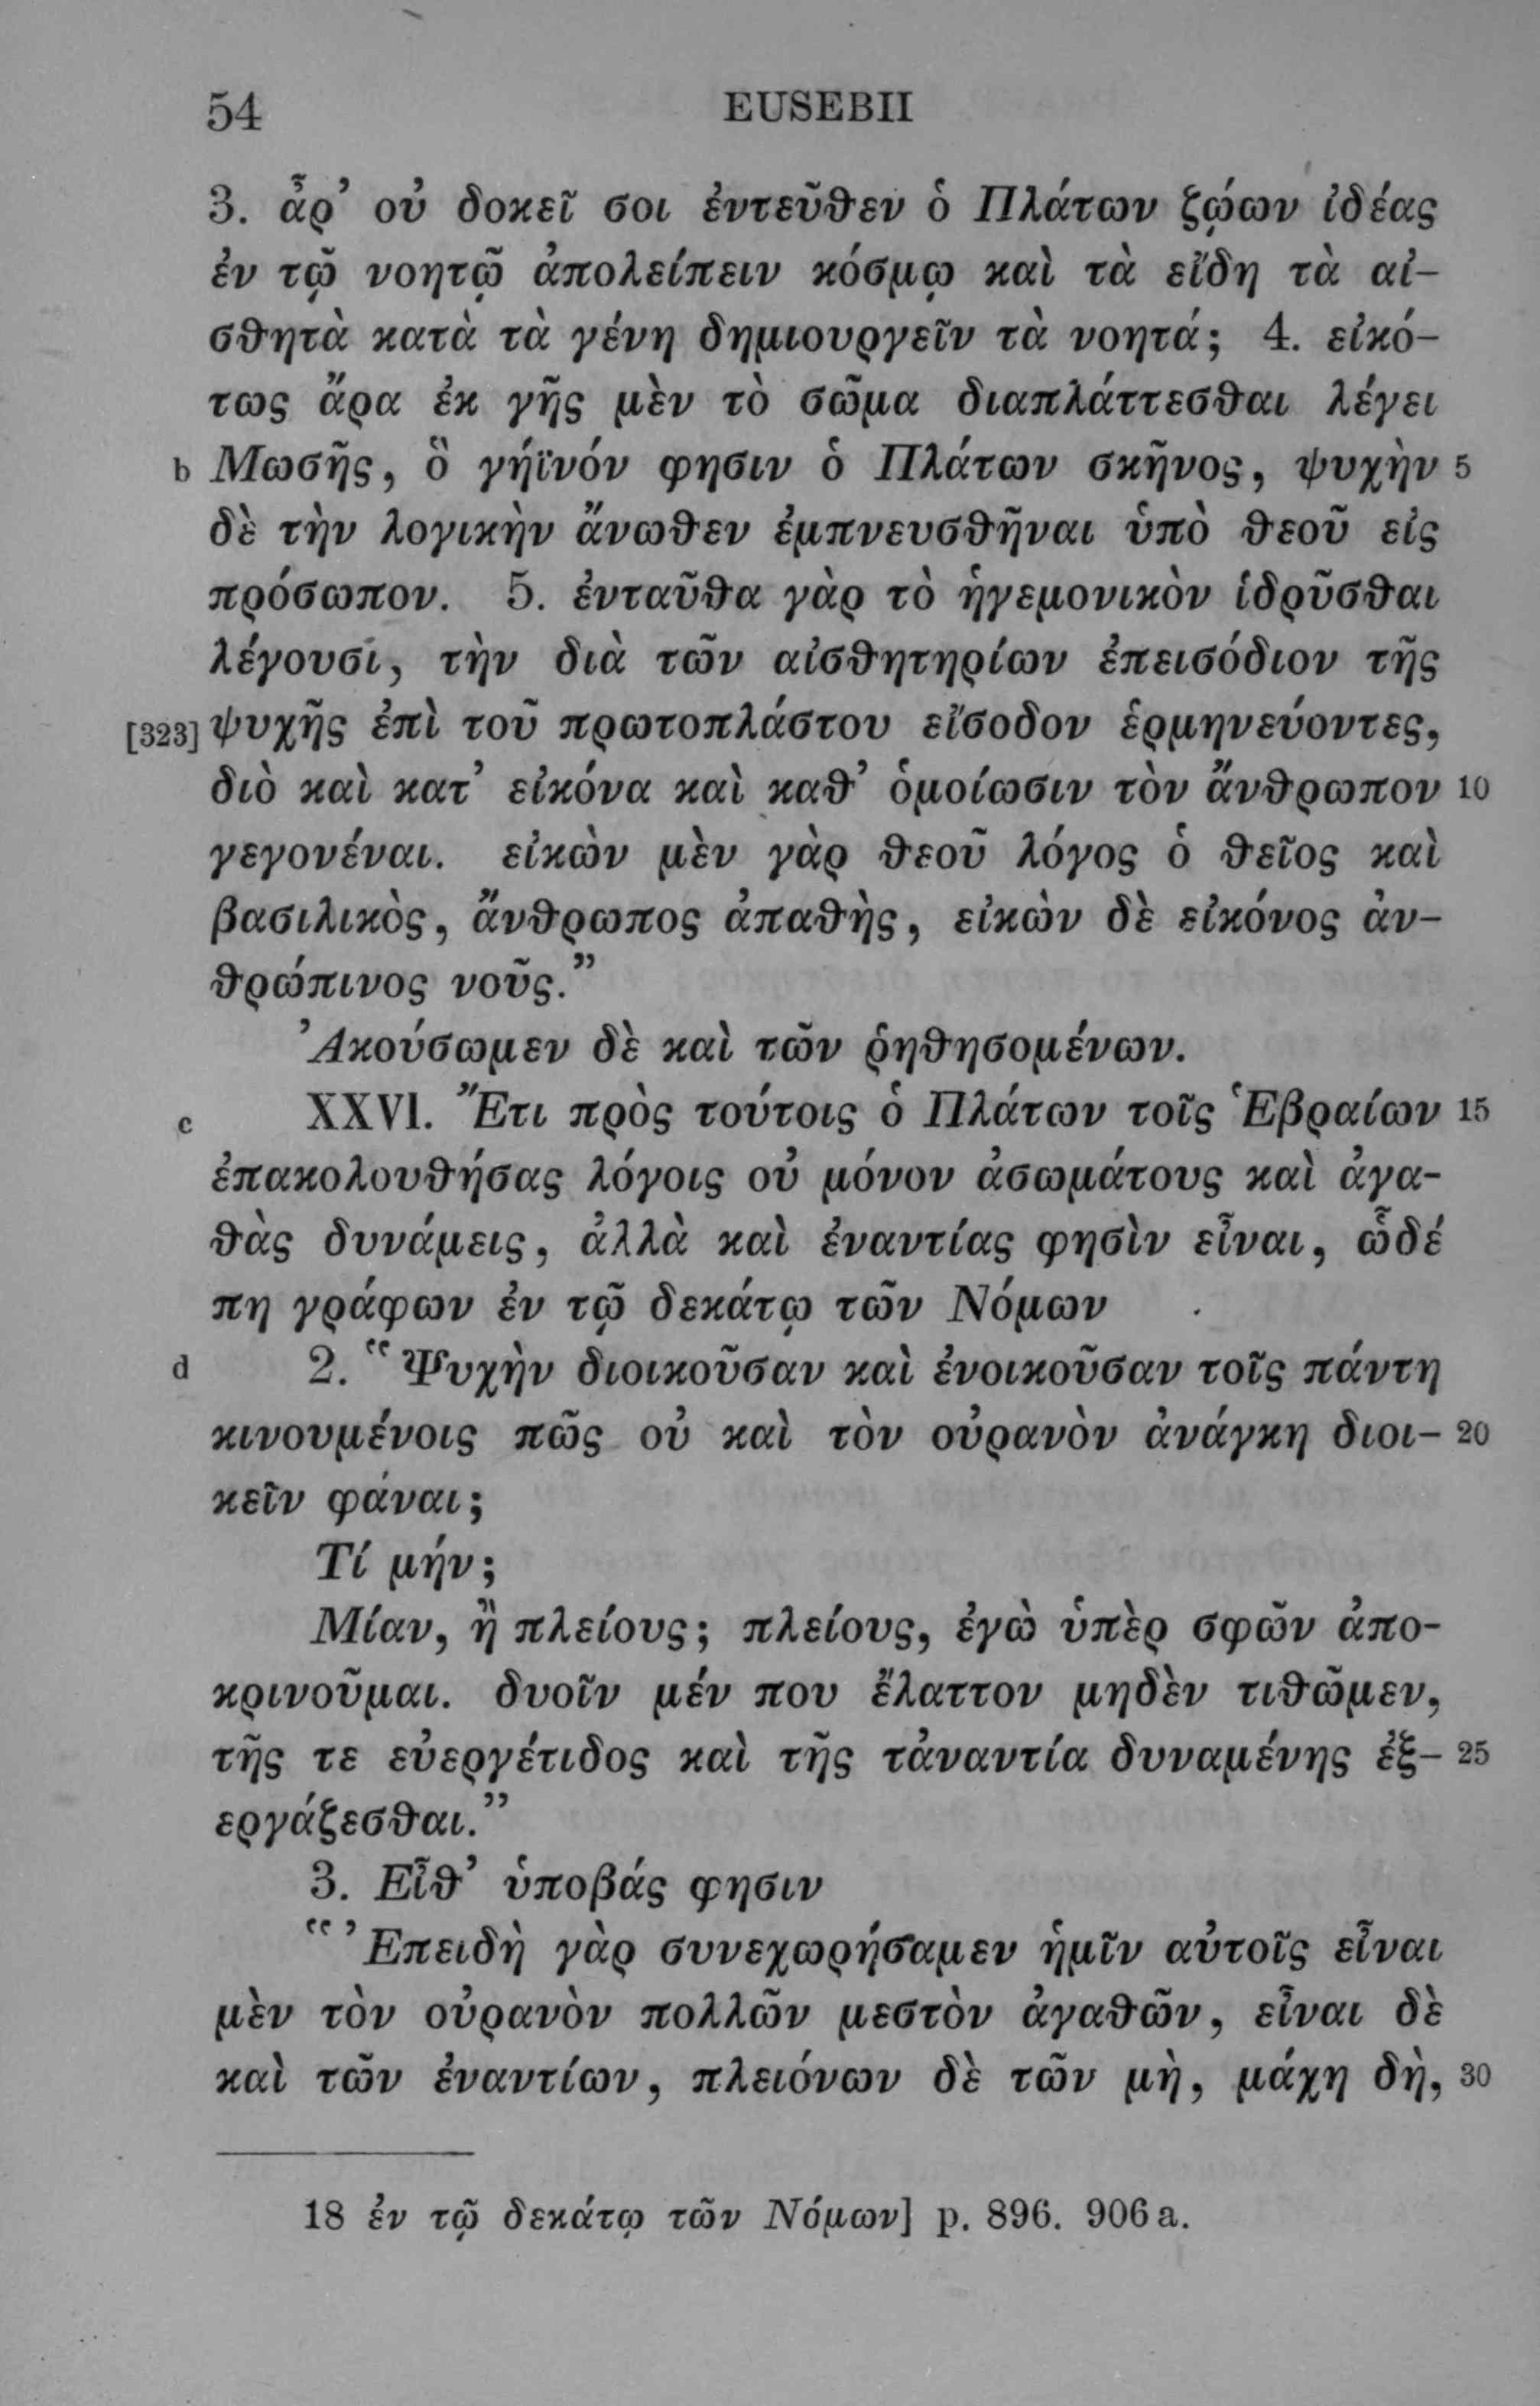 54 EUSEBII
3. ἆρ’ οὐ δοκεῖ σοι ἐντεῦθεν ὁ Πλάτων ζῴων ἰδέας
ἐν τῷ νοητῷ ἀπολείπειν κόσμῳ καὶ τὰ εἴδη τὰ αἰ-
σθητὰ κατὰ τὰ γένη δημιουργεῖν τὰ νοητά; 4. εἰκό-
τως ἄρα ἐκ γῆς μὲν τὸ σῶμα διαπλάττεσθαι λέγει
b Μωσῆς, ὃ γήϊνόν φησιν ὁ Πλάτων σκῆνος, ψυχὴν 5
δὲ τὴν λογικὴν ἄνωθεν ἐμπνευσθῆναι ὑπὸ θεοῦ εἰς
πρόσωπον. 5. ἐνταῦθα γὰρ τὸ ἡγεμονικὸν ἱδρῦσθαι
λέγουσι, τὴν διὰ τῶν αἰσθητηρίων ἐπεισόδιον τῆς
[323] ψυχῆς ἐπὶ τοῦ πρωτοπλάστου εἴσοδον ἑρμηνεύοντες,
διὸ καὶ κατ’ εἰκόνα καὶ καθ’ ὁμοίωσιν τὸν ἄνθρωπον 10
γεγονέναι. εἰκὼν μὲν γὰρ θεοῦ λόγος ὁ θεῖος καὶ
βασιλικὸς, ἄνθρωπος ἀπαθὴς, εἰκὼν δὲ εἰκόνος ἀν-
θρώπινος νοῦς.”
Ἀκούσωμεν δὲ καὶ τῶν ῥηθησομένων.
c XXVI. Ἔτι πρὸς τούτοις ὁ Πλάτων τοῖς Ἑβραίων 15
ἐπακολουθήσας λόγοις οὐ μόνον ἀσωμάτους καὶ ἀγα-
θὰς δυνάμεις, ἀλλὰ καὶ ἐναντίας φησὶν εἶναι, ὧδέ
πη γράφων ἐν τῷ δεκάτῳ τῶν Νόμων
d 2. “Ψυχὴν διοικοῦσαν καὶ ἐνοικοῦσαν τοῖς πάντη
κινουμένοις πῶς οὐ καὶ τὸν οὐρανὸν ἀνάγκη διοι- 20
κεῖν φάναι;
Τί μήν;
Μίαν, ἢ πλείους; πλείους, ἐγὼ ὑπὲρ σφῶν ἀπο-
κρινοῦμαι. δυοῖν μέν που ἔλαττον μηδὲν τιθῶμεν,
τῆς τε εὐεργέτιδος καὶ τῆς τἀναντία δυναμένης ἐξ- 25
εργάζεσθαι.”
3. Εἶθ’ ὑποβάς φησιν
“Ἐπειδὴ γὰρ συνεχωρήσαμεν ἡμῖν αὐτοῖς εἶναι
μὲν τὸν οὐρανὸν πολλῶν μεστὸν ἀγαθῶν, εἶναι δὲ
καὶ τῶν ἐναντίων, πλειόνων δὲ τῶν μὴ, μάχη δὴ, 30
18 ἐν τῷ δεκάτῳ τῶν Νόμων] p. 896. 906 a.